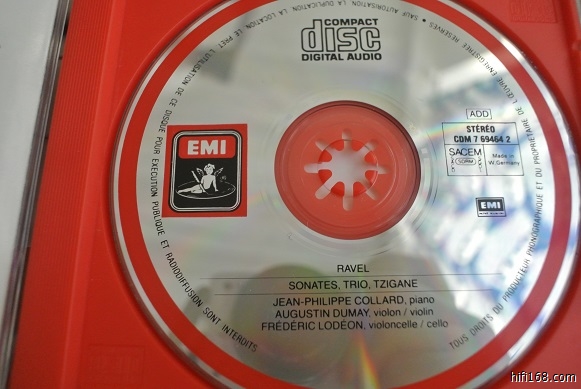 COMPACT
disc
DIGITAL AUDIO
ADD
STÉRÉO
CDM 7 69464 2
SACEM
SDRM
Made in
W. Germany
EMI
EMI
RAVEL
SONATES, TRIO, TZIGANE
JEAN-PHILIPPE COLLARD, piano
AUGUSTIN DUMAY, violon / violin
FRÉDÉRIC LODÉON, violoncelle / cello
TOUS DROITS DU PRODUCTEUR PHONOGRAPHIQUE ET DU PROPRIÉTAIRE DE L'ŒUVRE ENREGISTRÉE RÉSERVÉS • SAUF AUTORISATION LA DUPLICATION, LA LOCATION, LE PRÊT, L'UTILISATION DE CE DISQUE POUR EXÉCUTION PUBLIQUE ET RADIODIFFUSION SONT INTERDITS
hifi168.com